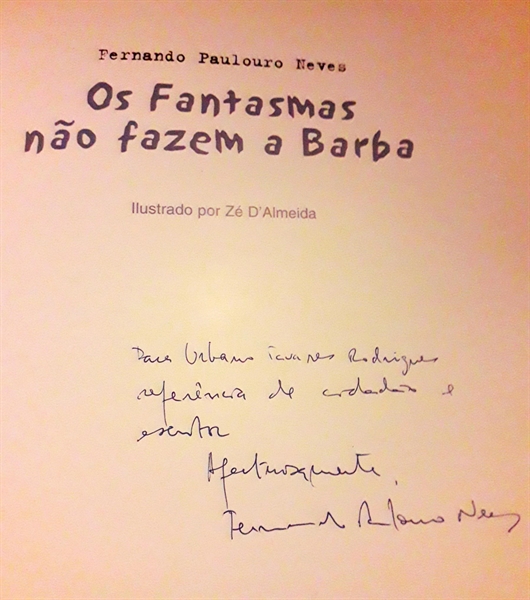 Fernando Paulouro Neves
Os Fantasmas
não fazem a Barba
Ilustrado por Zé D'Almeida
Para Urbano Tavares Rodrigues
referência de cidadão e
escritor
Afectuosamente,
Fernando Paulouro Neves